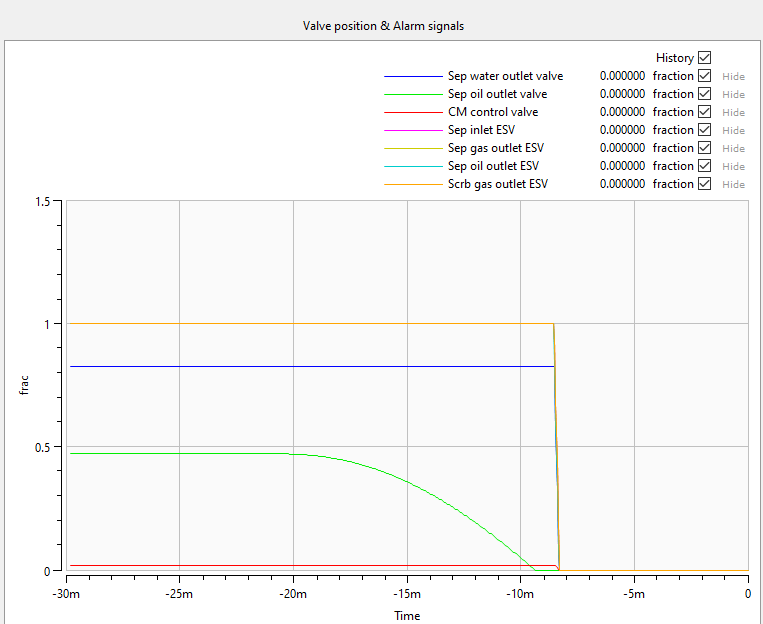 Valve position & Alarm signals
History
Sep water outlet valve 0.000000 fraction Hide
Sep oil outlet valve 0.000000 fraction Hide
CM control valve 0.000000 fraction Hide
Sep inlet ESV 0.000000 fraction Hide
Sep gas outlet ESV 0.000000 fraction Hide
Sep oil outlet ESV 0.000000 fraction Hide
Scrb gas outlet ESV 0.000000 fraction Hide
1.5
1
frac
0.5
0
-30m -25m -20m -15m -10m -5m 0
Time